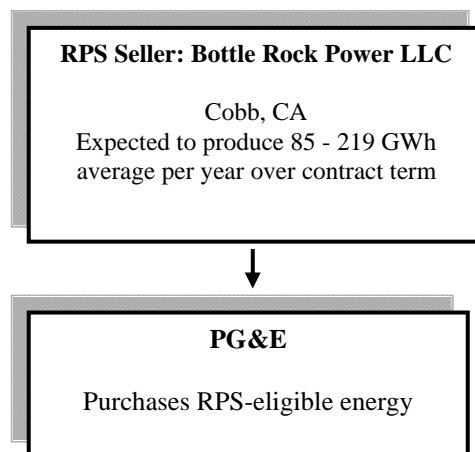 RPS Seller: Bottle Rock Power LLC
Cobb, CA
Expected to produce 85 - 219 GWh
average per year over contract term
PG&E
Purchases RPS-eligible energy